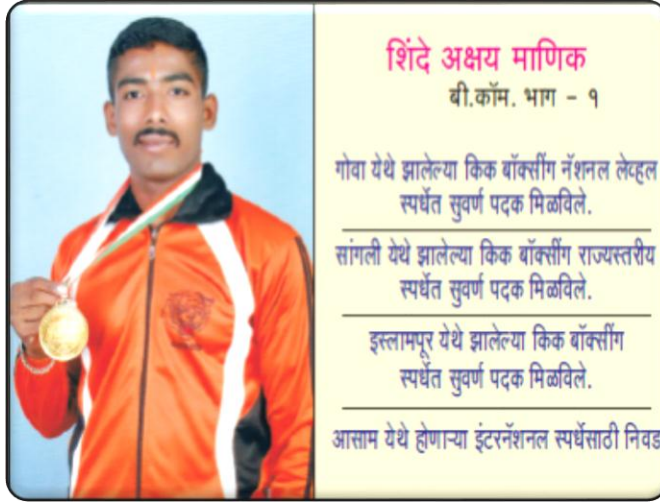 शिंदे अक्षय माणिक
बी.कॉम. भाग - १
गोवा येथे झालेल्या किक बॉक्सींग नॅशनल लेव्हल
स्पर्धेत सुवर्ण पदक मिळविले.
सांगली येथे झालेल्या किक बॉक्सींग राज्यस्तरीय
स्पर्धेत सुवर्ण पदक मिळविले.
इस्लामपूर येथे झालेल्या किक बॉक्सींग
स्पर्धेत सुवर्ण पदक मिळविले.
आसाम येथे होणाऱ्या इंटरनॅशनल स्पर्धेसाठी निवड